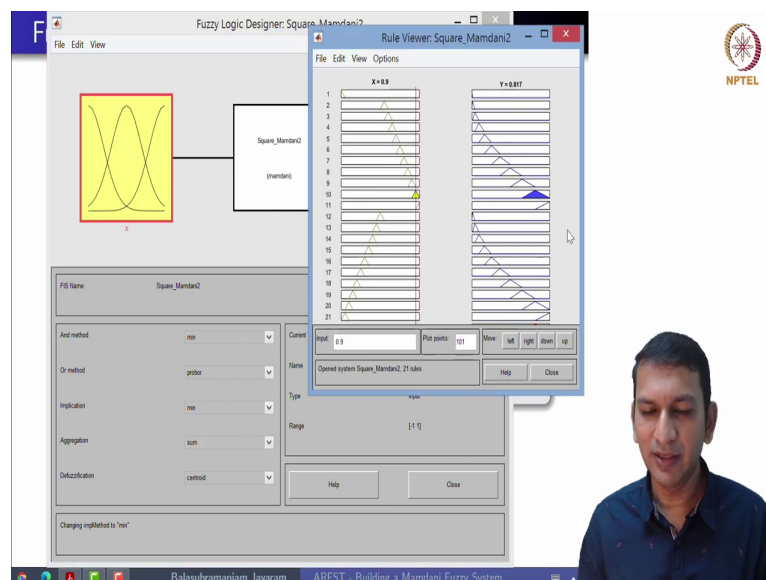 F
Fuzzy Logic Designer: Square_Mamdani2
File Edit View
Square_Mamdani2
(mamdani)
X
FIS Name: Square_Mamdani2
And method min
Or method probor
Implication min
Aggregation sum
Defuzzification centroid
Current
Name
Type input
Range [-1 1]
Help Close
Changing impMethod to "min"
Rule Viewer: Square_Mamdani2
File Edit View Options
X = 0.9 Y = 0.817
1
2
3
4
5
6
7
8
9
10
11
12
13
14
15
16
17
18
19
20
21
Input: 0.9 Plot points: 101 Move: left right down up
Opened system Square_Mamdani2, 21 rules Help Close
NPTEL
Balasubramaniam Jayaram ARFST - Building a Mamdani Fuzzy System